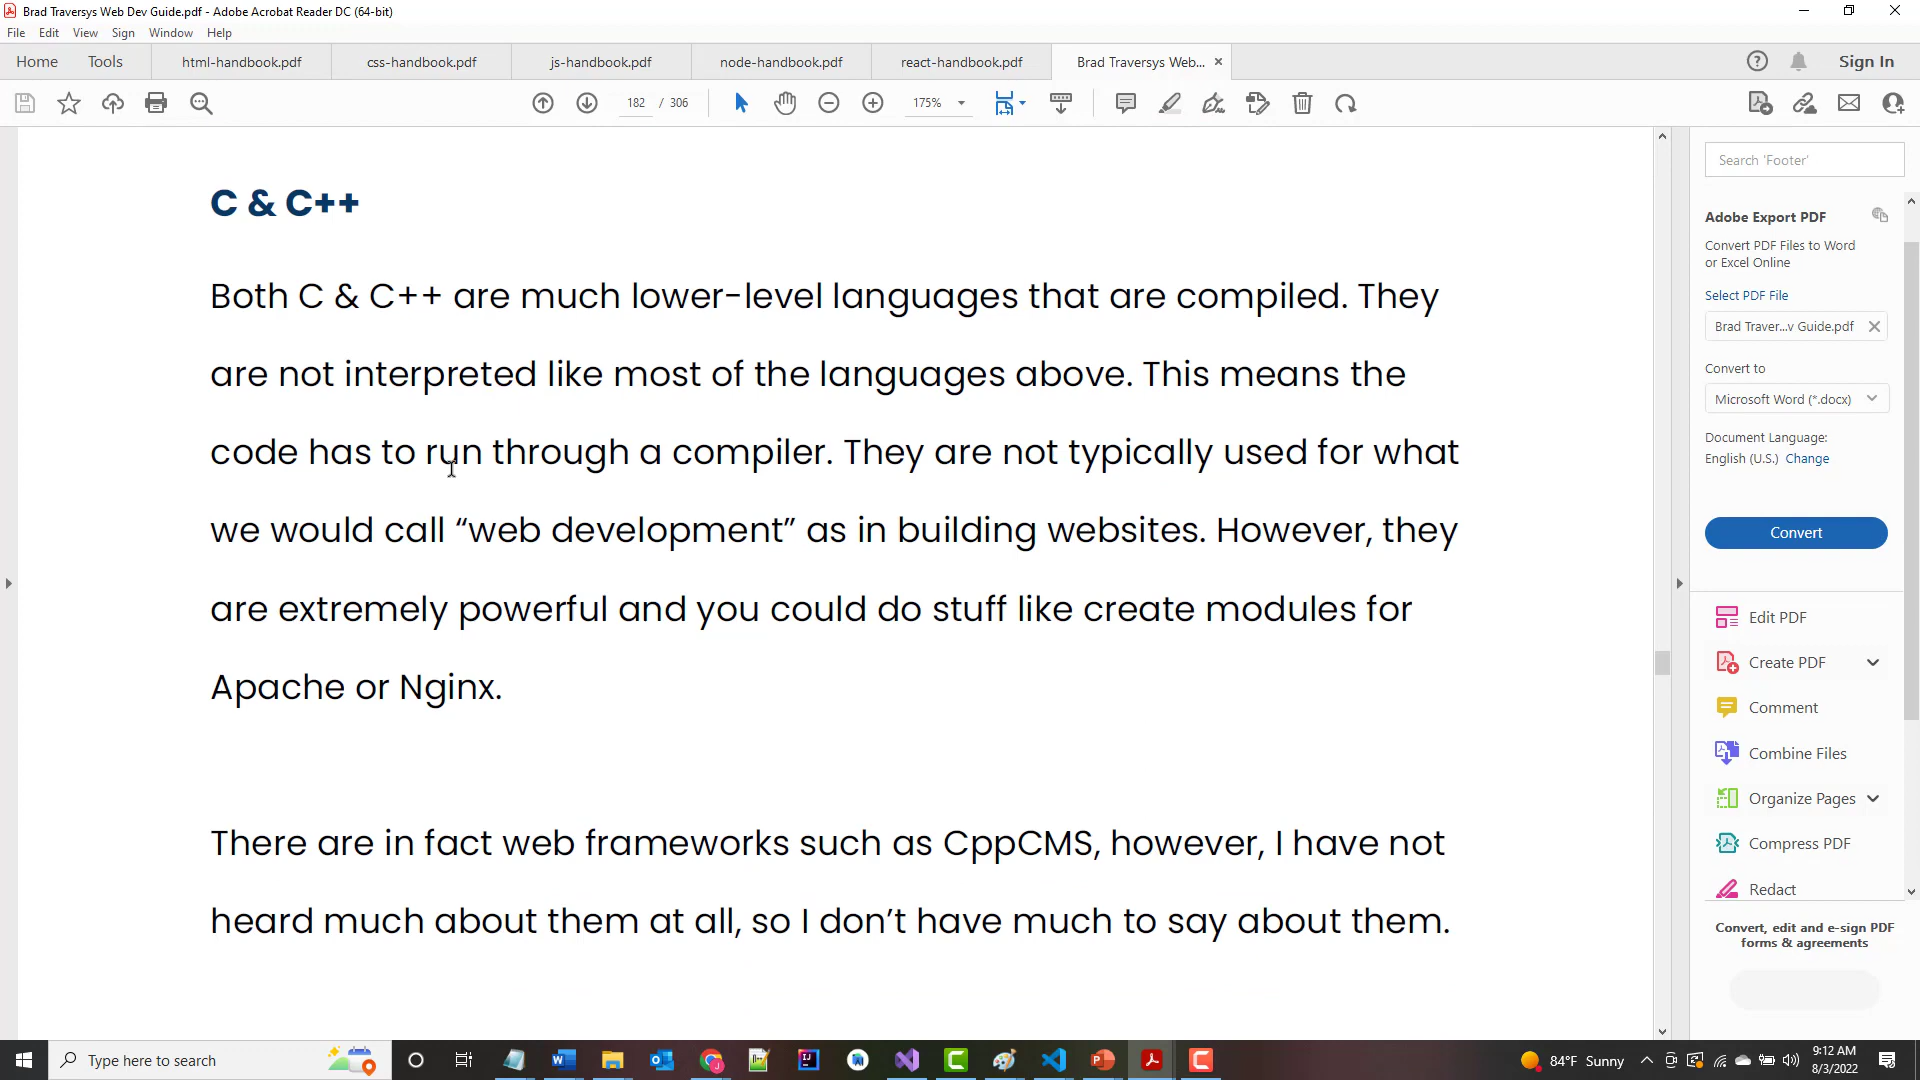 Brad Traversys Web Dev Guide.pdf - Adobe Acrobat Reader DC (64-bit)
File Edit View Sign Window Help
Home Tools html-handbook.pdf css-handbook.pdf js-handbook.pdf node-handbook.pdf react-handbook.pdf Brad Traversys Web... Sign In
182 / 306 175%
C & C++
Both C & C++ are much lower-level languages that are compiled. They
are not interpreted like most of the languages above. This means the
code has to run through a compiler. They are not typically used for what
we would call “web development” as in building websites. However, they
are extremely powerful and you could do stuff like create modules for
Apache or Nginx.
There are in fact web frameworks such as CppCMS, however, I have not
heard much about them at all, so I don’t have much to say about them.
Search 'Footer'
Adobe Export PDF
Convert PDF Files to Word
or Excel Online
Select PDF File
Brad Traver...v Guide.pdf
Convert to
Microsoft Word (*.docx)
Document Language:
English (U.S.) Change
Convert
Edit PDF
Create PDF
Comment
Combine Files
Organize Pages
Compress PDF
Redact
Convert, edit and e-sign PDF
forms & agreements
Type here to search
84°F Sunny
9:12 AM
8/3/2022